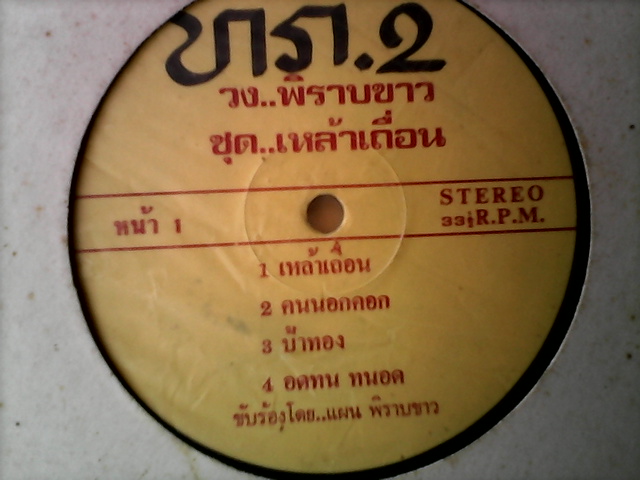 ทภ.2
วง..พิราบขาว
ชุด..เหล้าเถื่อน
หน้า 1
STEREO
33⅓ R.P.M.
1 เหล้าเถื่อน
2 คนนอกคอก
3 บ้าทอง
4 อดทน ทนอด
ขับร้องโดย..แผน พิราบขาว